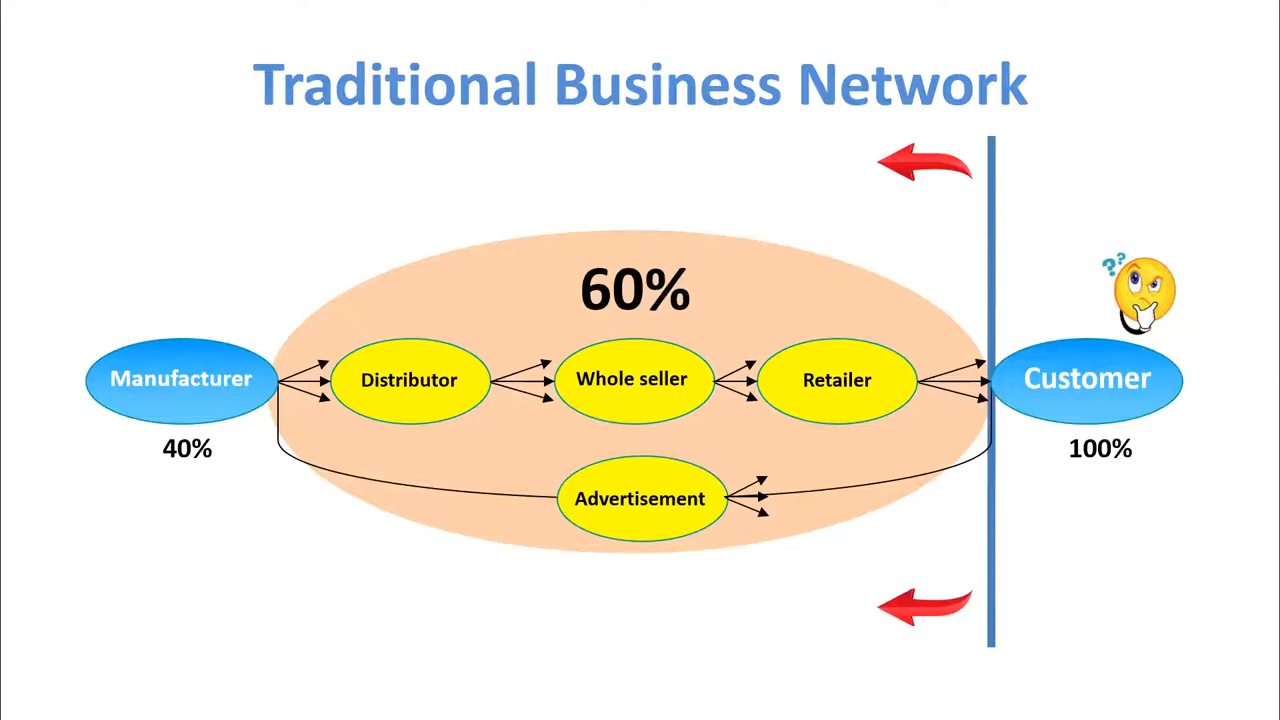 Traditional Business Network
??
60%
Manufacturer
Distributor
Whole seller
Retailer
Customer
40%
100%
Advertisement